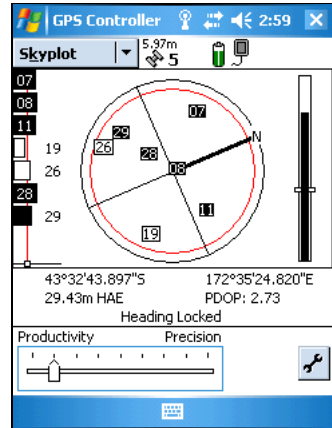 GPS Controller 2:59
Skyplot 5.97m 5
07
08
11
19
26
28
29
07
29
26
28
N
08
11
19
43°32'43.897"S 172°35'24.820"E
29.43m HAE PDOP: 2.73
Heading Locked
Productivity Precision